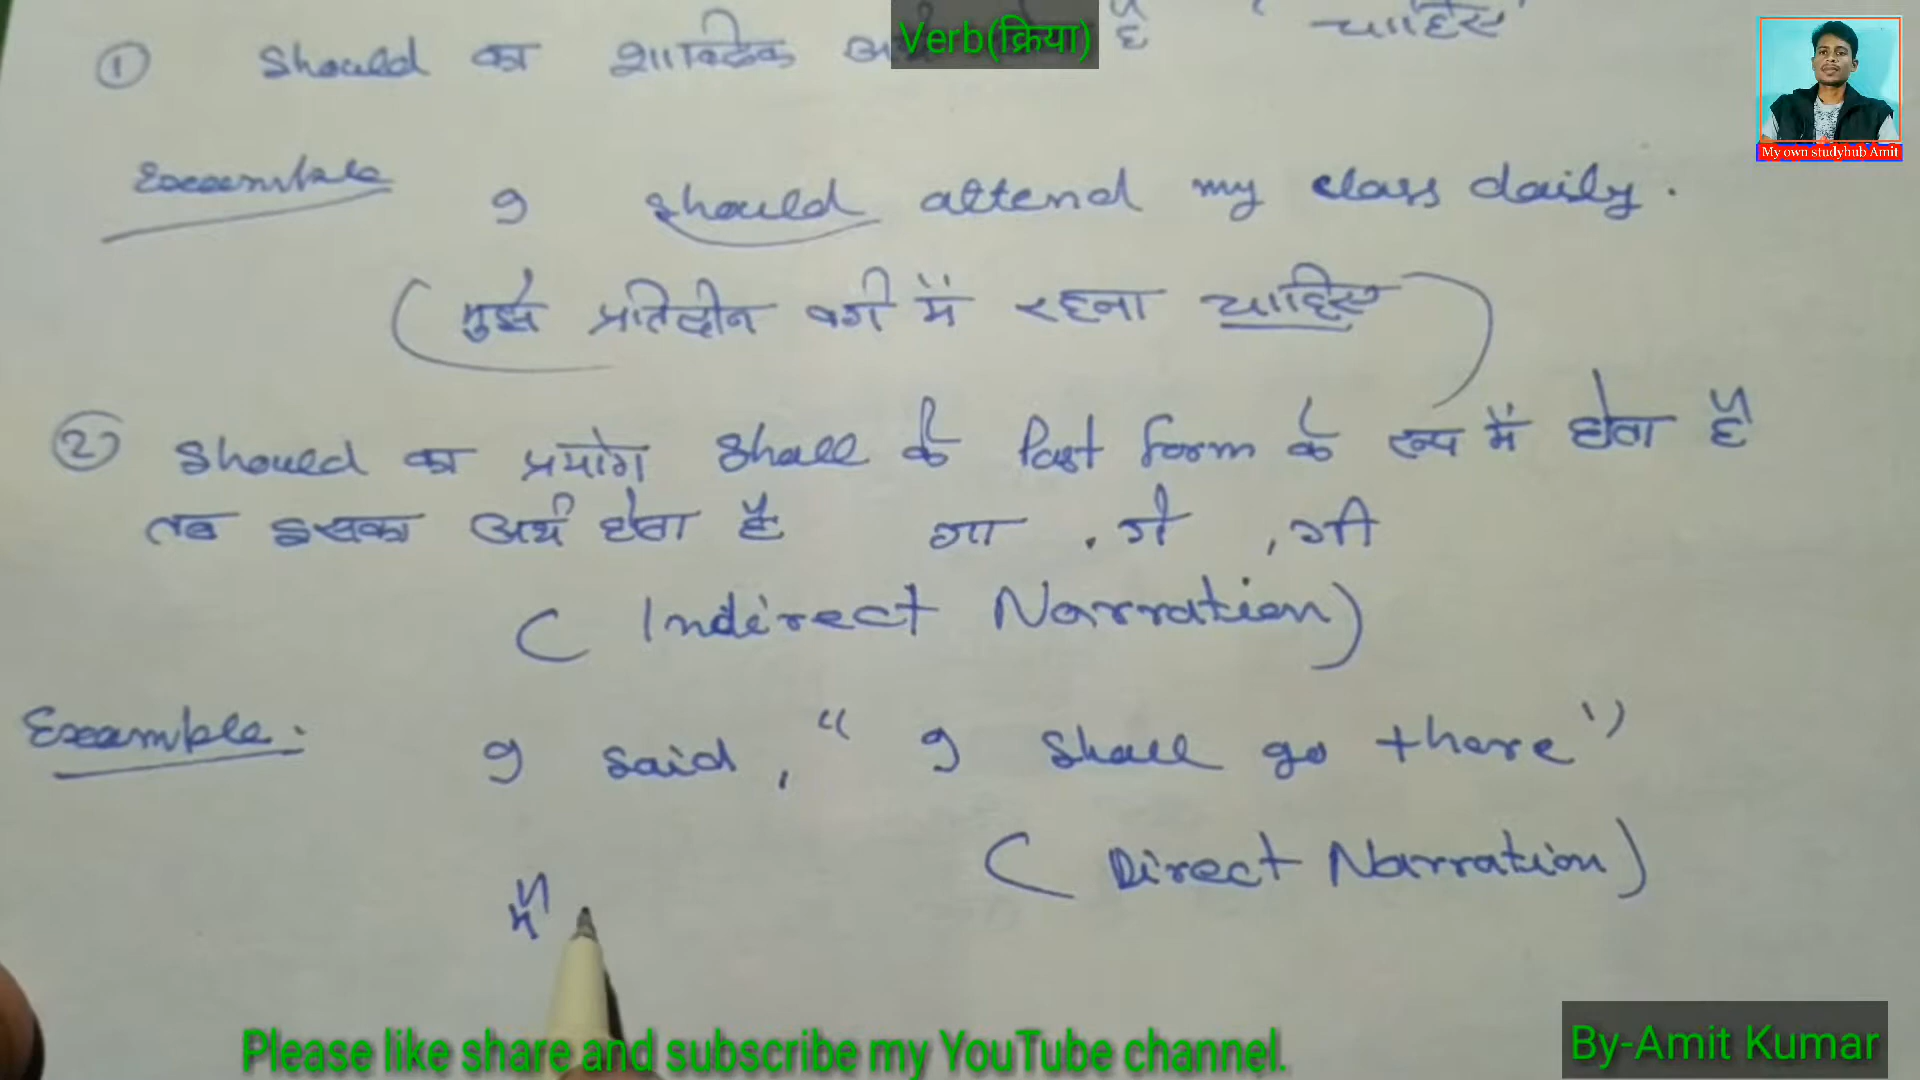 Verb(क्रिया)
① Should का शाब्दिक है " चाहिए
My own studyhub Amit
Example I should attend my class daily.
(मुझे प्रतिदीन वर्ग में रहना चाहिए)
② Should का प्रयोग Shall के Past form के रूप में होता है
तब इसका अर्थ होता है गा , गे , गी
( Indirect Narration)
Example. I said, " I shall go there"
( Direct Narration)
मैं
Please like share and subscribe my YouTube channel.
By-Amit Kumar